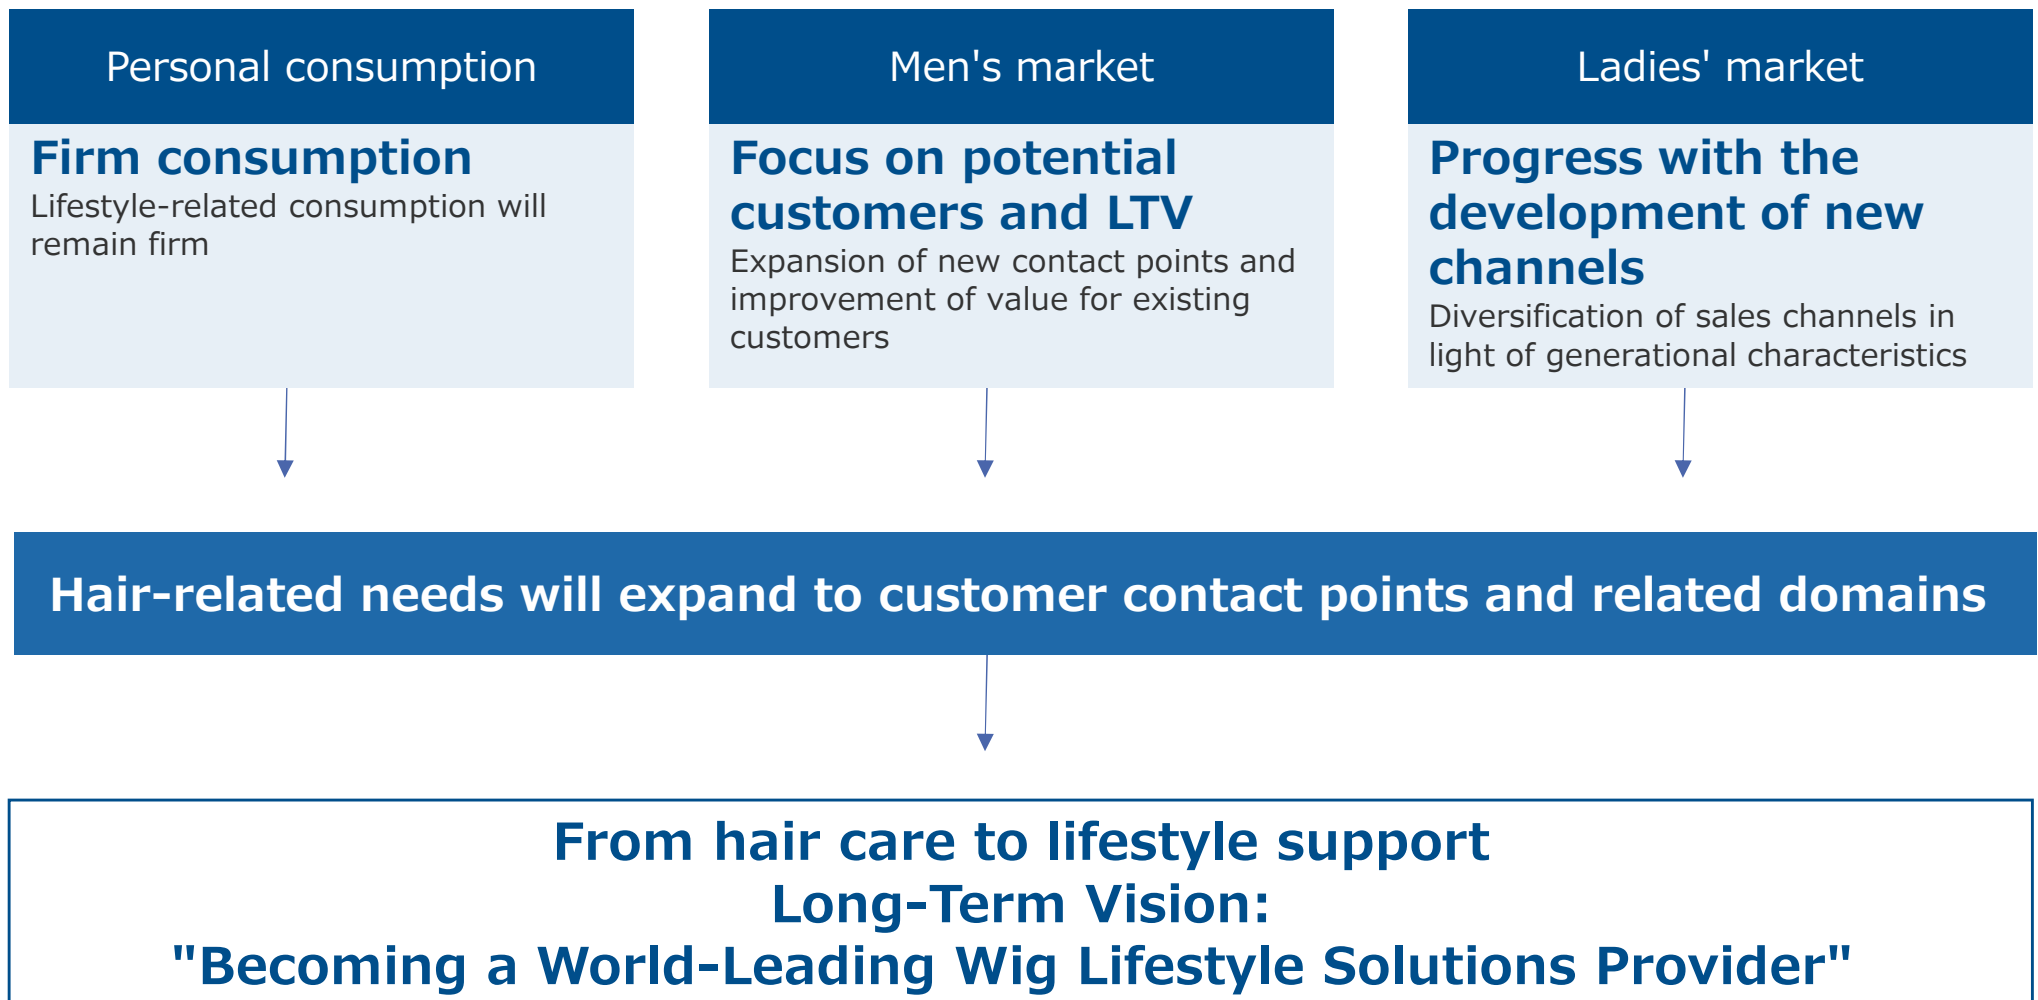 Personal consumption
Firm consumption
Lifestyle-related consumption will
remain firm
Men's market
Focus on potential
customers and LTV
Expansion of new contact points and
improvement of value for existing
customers
Ladies' market
Progress with the
development of new
channels
Diversification of sales channels in
light of generational characteristics
Hair-related needs will expand to customer contact points and related domains
From hair care to lifestyle support
Long-Term Vision:
"Becoming a World-Leading Wig Lifestyle Solutions Provider"